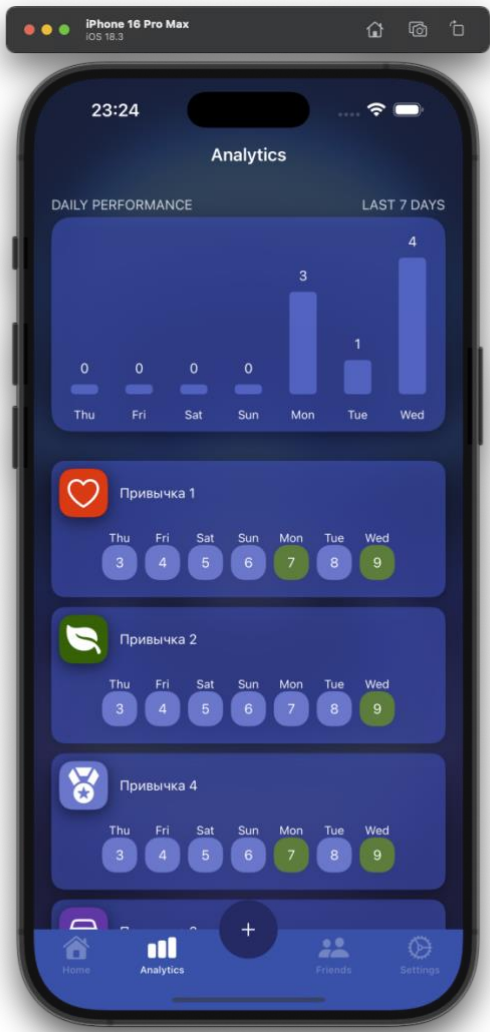 iPhone 16 Pro Max
iOS 18.3
23:24
Analytics
DAILY PERFORMANCE LAST 7 DAYS
4
3
1
0 0 0 0
Thu Fri Sat Sun Mon Tue Wed
Привычка 1
Thu Fri Sat Sun Mon Tue Wed
3 4 5 6 7 8 9
Привычка 2
Thu Fri Sat Sun Mon Tue Wed
3 4 5 6 7 8 9
Привычка 4
Thu Fri Sat Sun Mon Tue Wed
3 4 5 6 7 8 9
+
Home Analytics Friends Settings